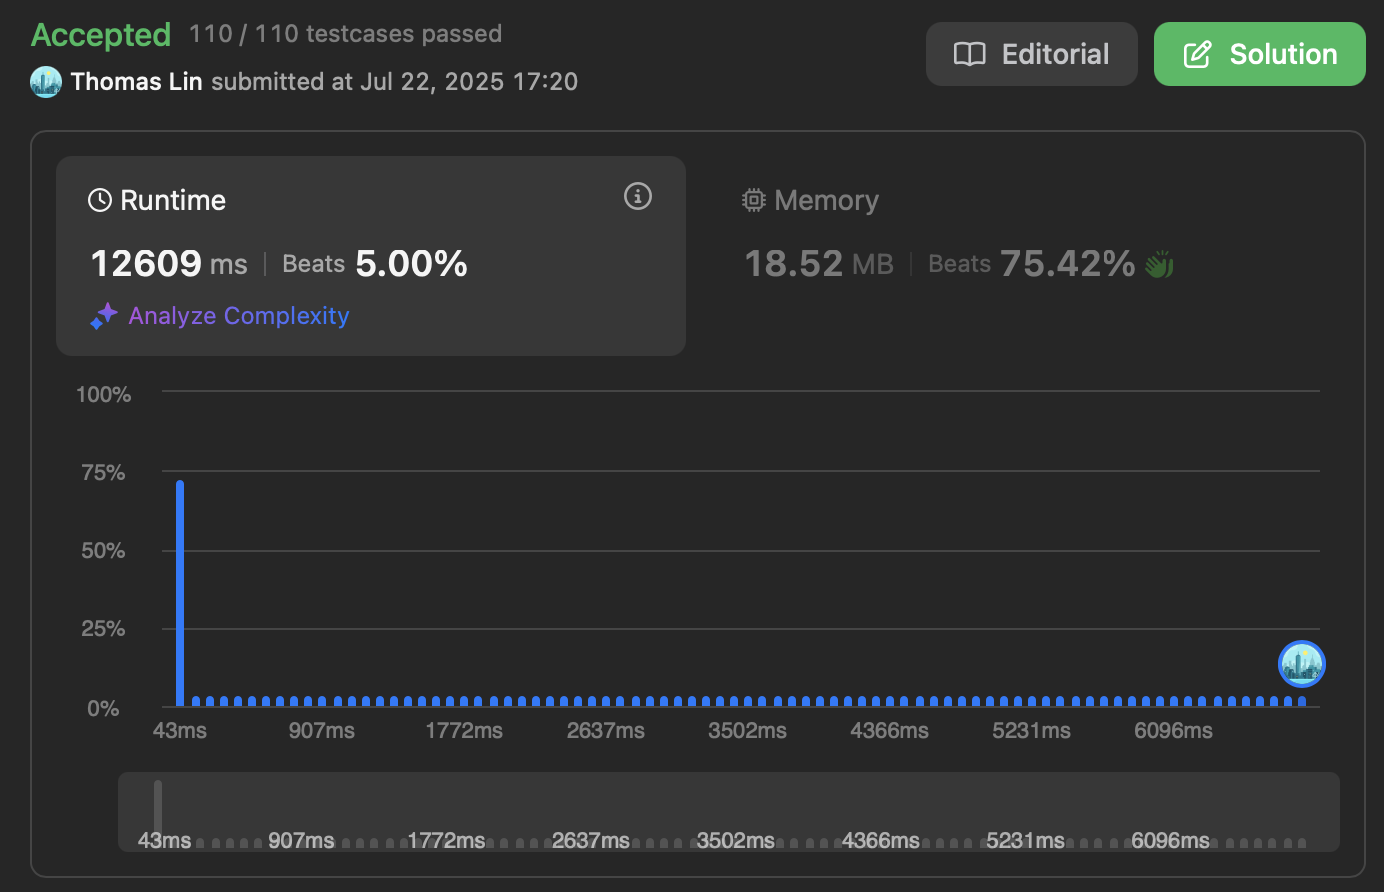 Accepted 110 / 110 testcases passed
Thomas Lin submitted at Jul 22, 2025 17:20
Editorial
Solution
Runtime
12609 ms | Beats 5.00%
Analyze Complexity
Memory
18.52 MB | Beats 75.42%
100%
75%
50%
25%
0%
43ms 907ms 1772ms 2637ms 3502ms 4366ms 5231ms 6096ms
43ms 907ms 1772ms 2637ms 3502ms 4366ms 5231ms 6096ms